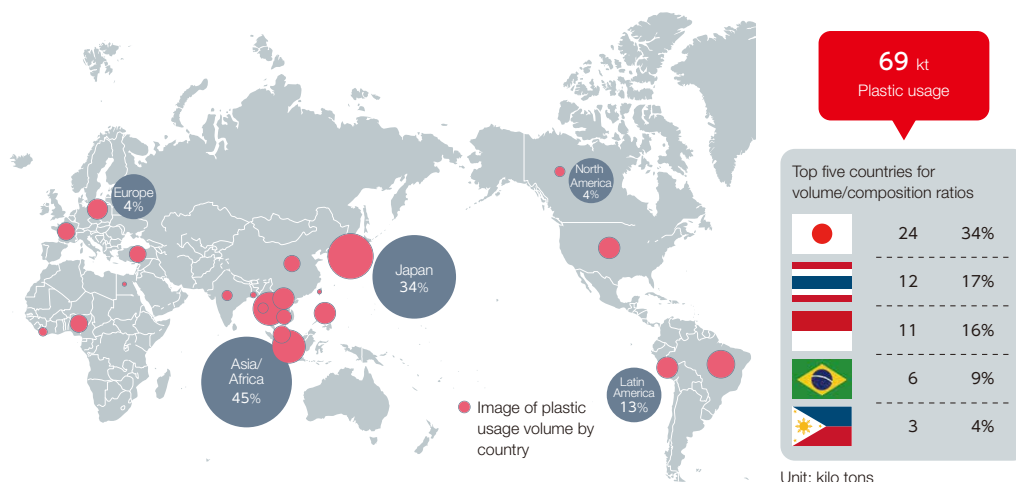 69 kt
Plastic usage
Top five countries for
volume/composition ratios
24 34%
12 17%
11 16%
6 9%
3 4%
Unit: kilo tons
Europe
4%
North
America
4%
Japan
34%
Asia/
Africa
45%
Latin
America
13%
Image of plastic
usage volume by
country